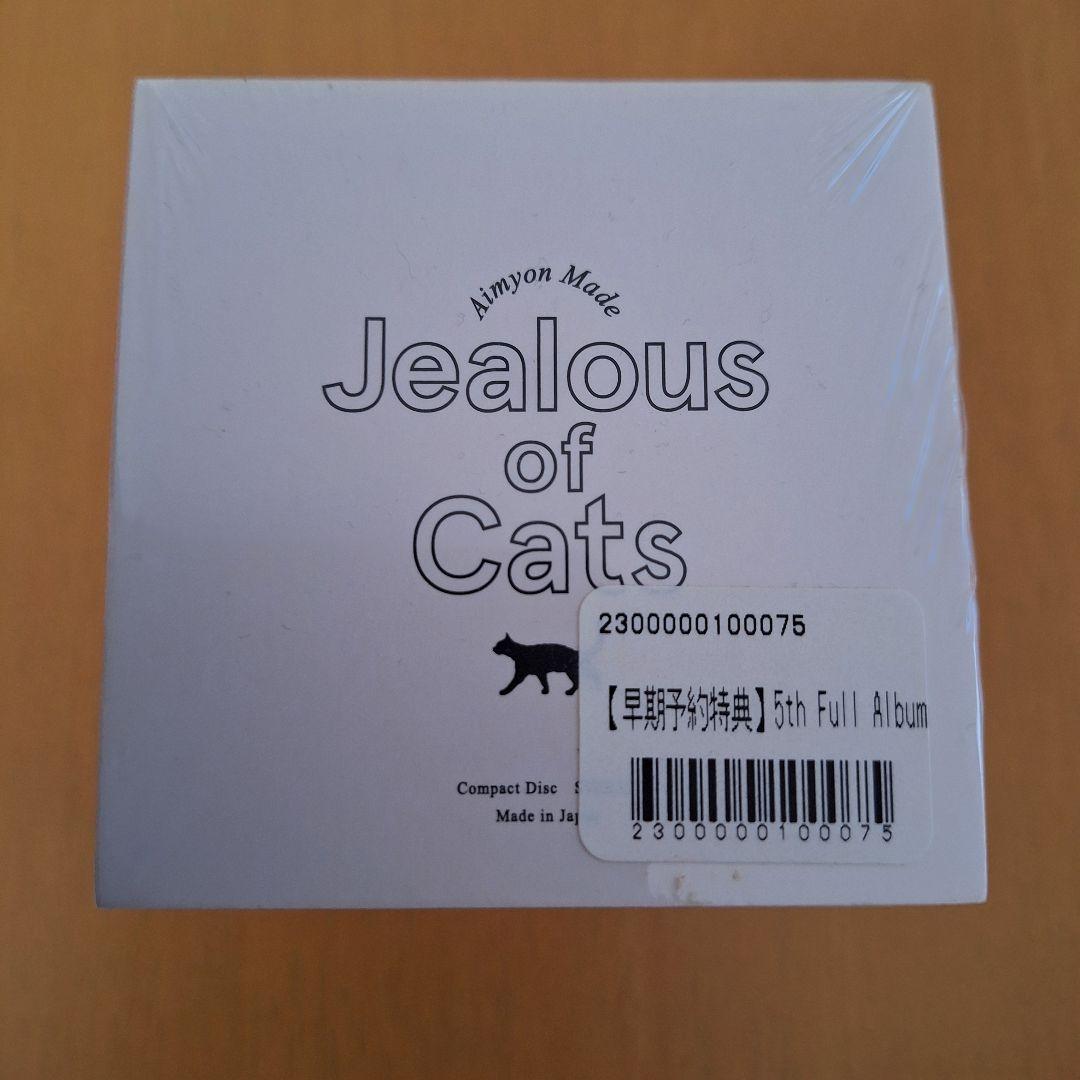 Aimyon Made
Jealous
of
Cats
2300000100075
【早期予約特典】5th Full Album
Compact Disc
Made in
2300000100075